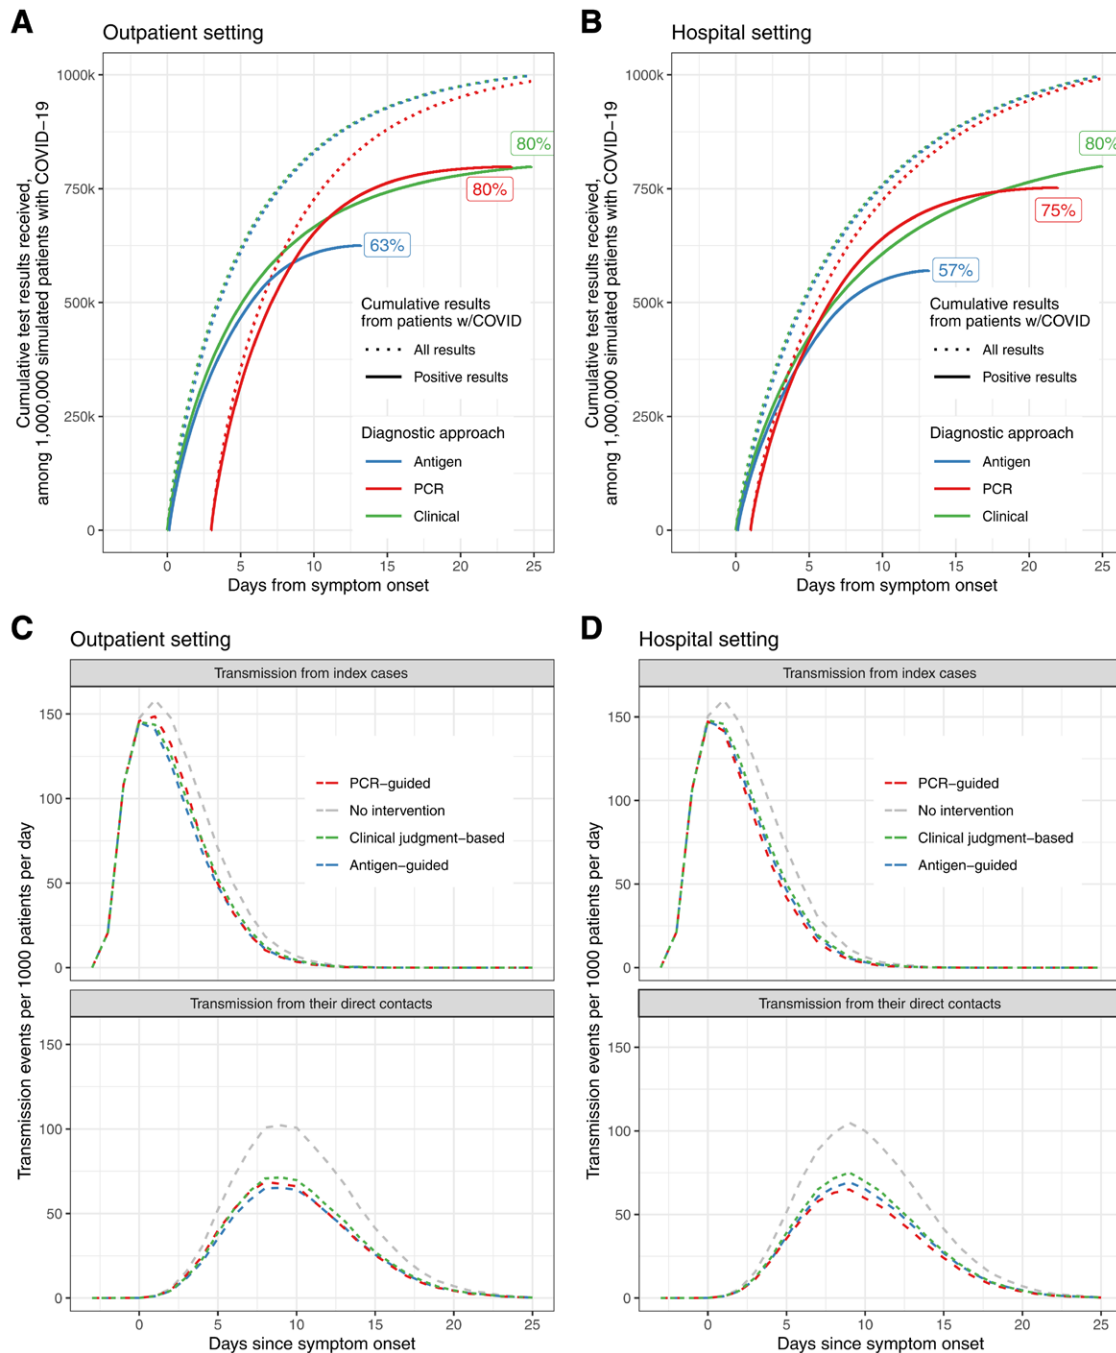 A
Outpatient setting
Cumulative test results received,
among 1,000,000 simulated patients with COVID−19
1000k
750k
500k
250k
0
80%
80%
63%
Cumulative results
from patients w/COVID
All results
Positive results
Diagnostic approach
Antigen
PCR
Clinical
0 5 10 15 20 25
Days from symptom onset
B
Hospital setting
Cumulative test results received,
among 1,000,000 simulated patients with COVID−19
1000k
750k
500k
250k
0
80%
75%
57%
Cumulative results
from patients w/COVID
All results
Positive results
Diagnostic approach
Antigen
PCR
Clinical
0 5 10 15 20 25
Days from symptom onset
C
Outpatient setting
Transmission events per 1000 patients per day
Transmission from index cases
150
100
50
0
PCR−guided
No intervention
Clinical judgment−based
Antigen−guided
Transmission from their direct contacts
150
100
50
0
0 5 10 15 20 25
Days since symptom onset
D
Hospital setting
Transmission events per 1000 patients per day
Transmission from index cases
150
100
50
0
PCR−guided
No intervention
Clinical judgment−based
Antigen−guided
Transmission from their direct contacts
150
100
50
0
0 5 10 15 20 25
Days since symptom onset